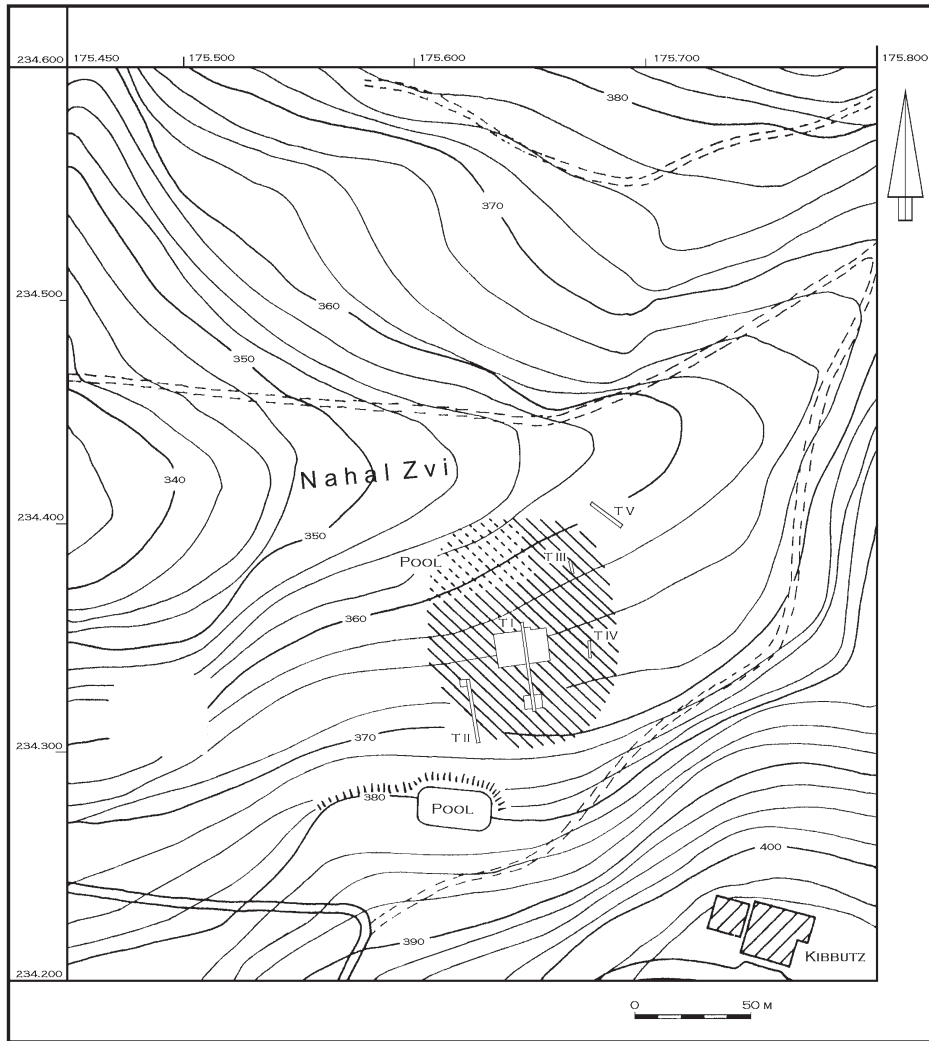 175.450 175.500 175.600 175.700 175.800
234.600
380
370
234.500
360
350
Nahal Zvi
340
234.400
T V
350
POOL
T III
360
T I
T IV
370
T II
234.300
380
POOL
400
390
KIBBUTZ
234.200
0 50 M